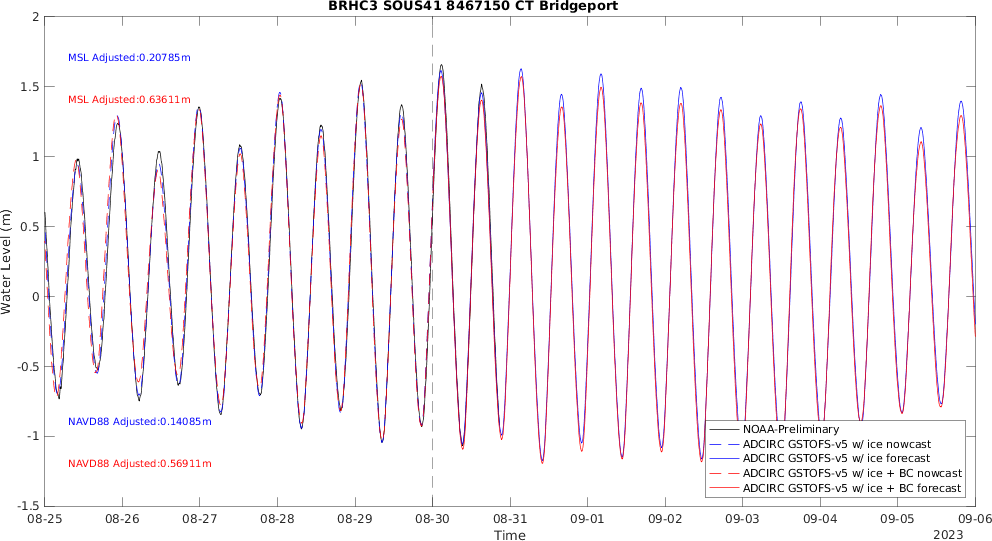 BRHC3 SOUS41 8467150 CT Bridgeport
MSL Adjusted:0.20785m
MSL Adjusted:0.63611m
NAVD88 Adjusted:0.14085m
NAVD88 Adjusted:0.56911m
Water Level (m)
2
1.5
1
0.5
0
-0.5
-1
-1.5
NOAA-Preliminary
ADCIRC GSTOFS-v5 w/ ice nowcast
ADCIRC GSTOFS-v5 w/ ice forecast
ADCIRC GSTOFS-v5 w/ ice + BC nowcast
ADCIRC GSTOFS-v5 w/ ice + BC forecast
08-25 08-26 08-27 08-28 08-29 08-30 08-31 09-01 09-02 09-03 09-04 09-05 09-06
Time
2023